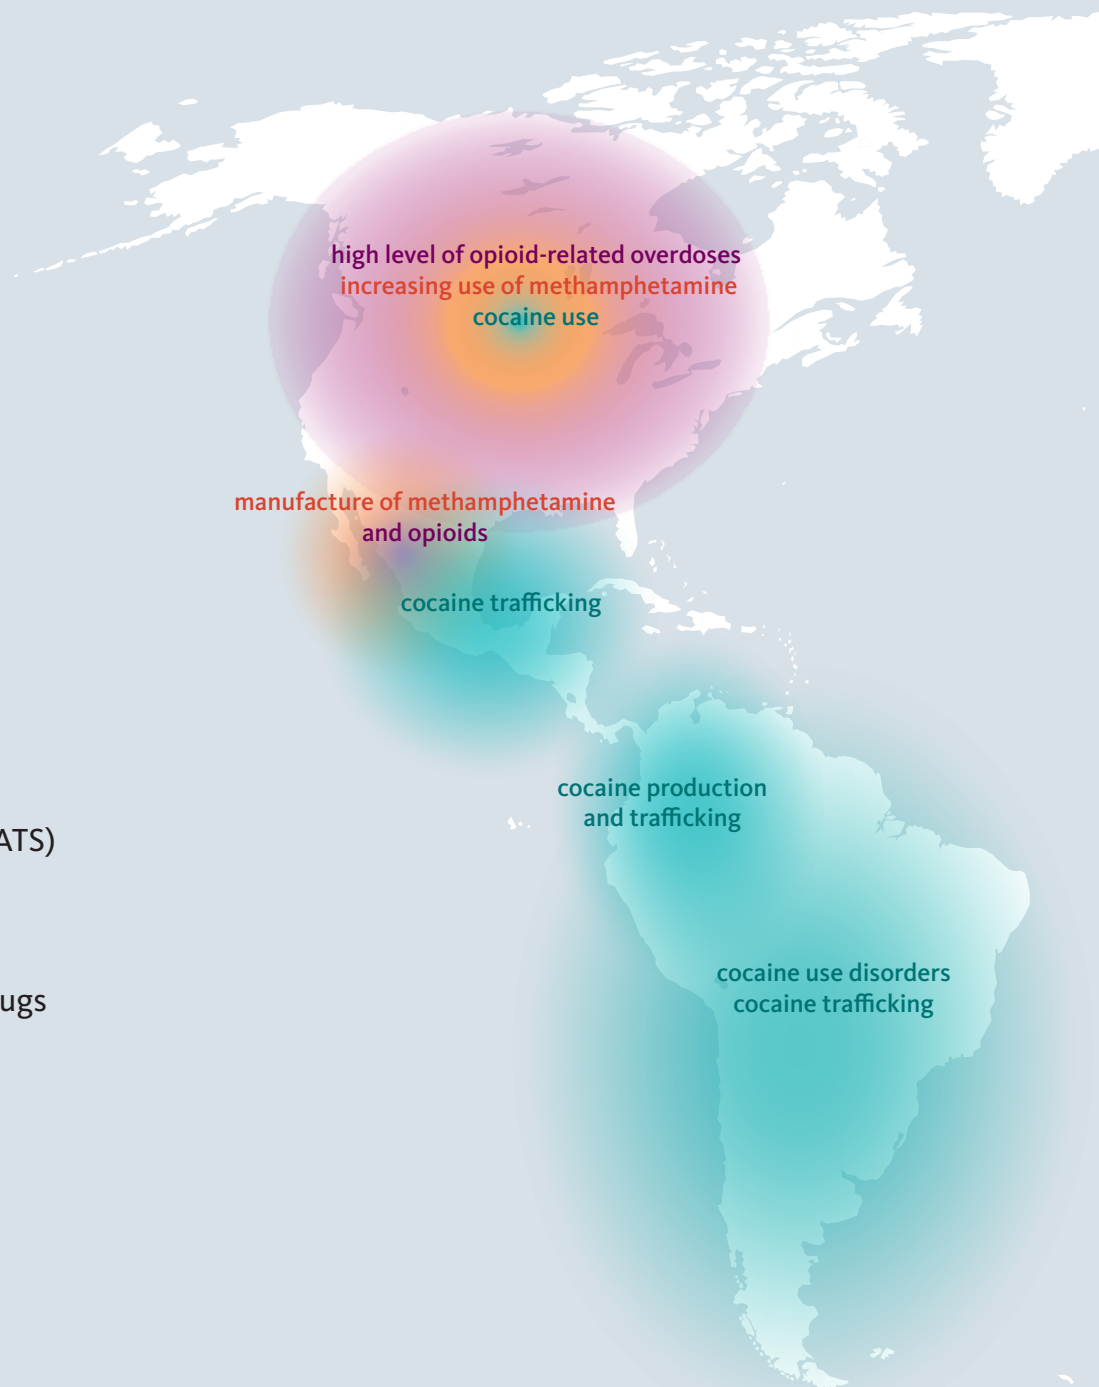 high level of opioid-related overdoses
increasing use of methamphetamine
cocaine use
manufacture of methamphetamine
and opioids
cocaine trafficking
cocaine production
and trafficking
ATS)
cocaine use disorders
cocaine trafficking
ugs